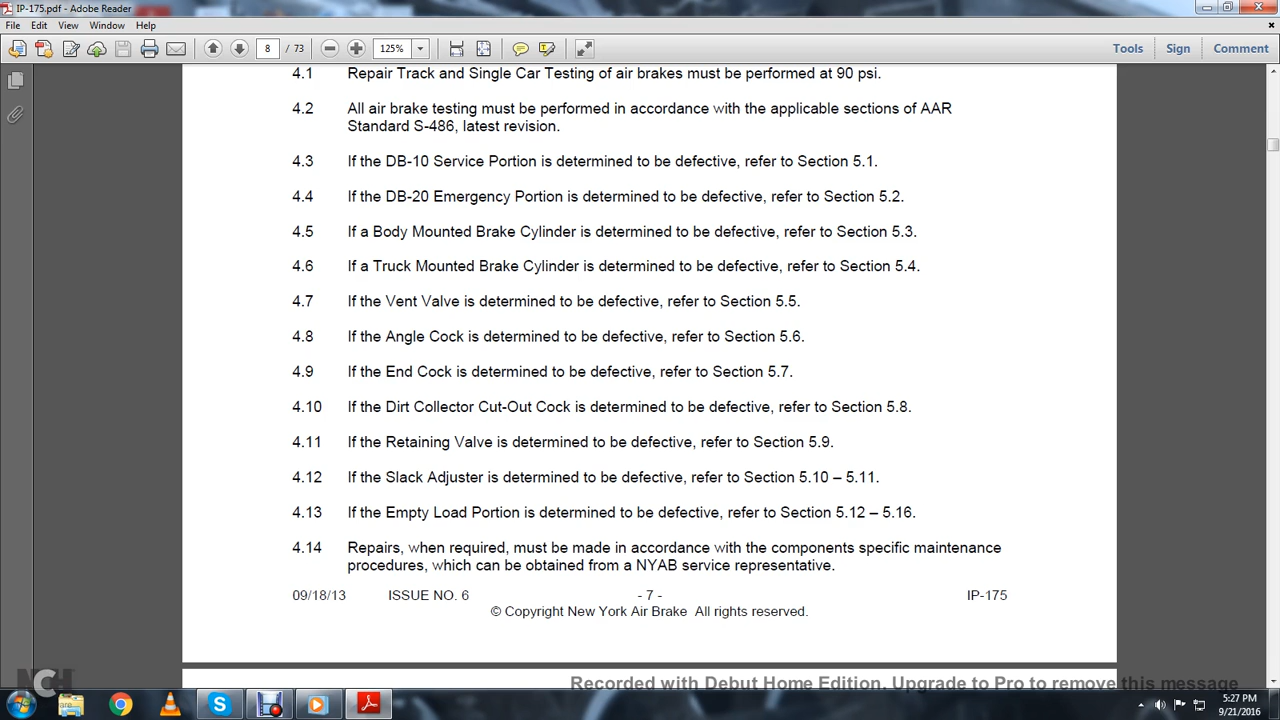 IP-175.pdf - Adobe Reader
File Edit View Window Help
8 / 73 125% Tools Sign Comment
4.1 Repair Track and Single Car Testing of air brakes must be performed at 90 psi.
4.2 All air brake testing must be performed in accordance with the applicable sections of AAR
Standard S-486, latest revision.
4.3 If the DB-10 Service Portion is determined to be defective, refer to Section 5.1.
4.4 If the DB-20 Emergency Portion is determined to be defective, refer to Section 5.2.
4.5 If a Body Mounted Brake Cylinder is determined to be defective, refer to Section 5.3.
4.6 If a Truck Mounted Brake Cylinder is determined to be defective, refer to Section 5.4.
4.7 If the Vent Valve is determined to be defective, refer to Section 5.5.
4.8 If the Angle Cock is determined to be defective, refer to Section 5.6.
4.9 If the End Cock is determined to be defective, refer to Section 5.7.
4.10 If the Dirt Collector Cut-Out Cock is determined to be defective, refer to Section 5.8.
4.11 If the Retaining Valve is determined to be defective, refer to Section 5.9.
4.12 If the Slack Adjuster is determined to be defective, refer to Section 5.10 – 5.11.
4.13 If the Empty Load Portion is determined to be defective, refer to Section 5.12 – 5.16.
4.14 Repairs, when required, must be made in accordance with the components specific maintenance
procedures, which can be obtained from a NYAB service representative.
09/18/13 ISSUE NO. 6 - 7 - IP-175
© Copyright New York Air Brake All rights reserved.
NCH
Recorded with Debut Home Edition. Upgrade to Pro to remove this message
5:27 PM
9/21/2016